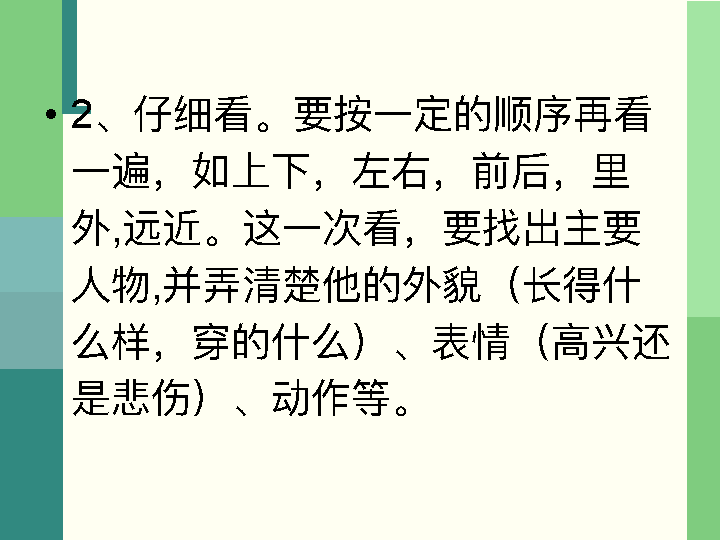 • 2、仔细看。要按一定的顺序再看
一遍，如上下，左右，前后，里
外,远近。这一次看，要找出主要
人物,并弄清楚他的外貌（长得什
么样，穿的什么）、表情（高兴还
是悲伤）、动作等。